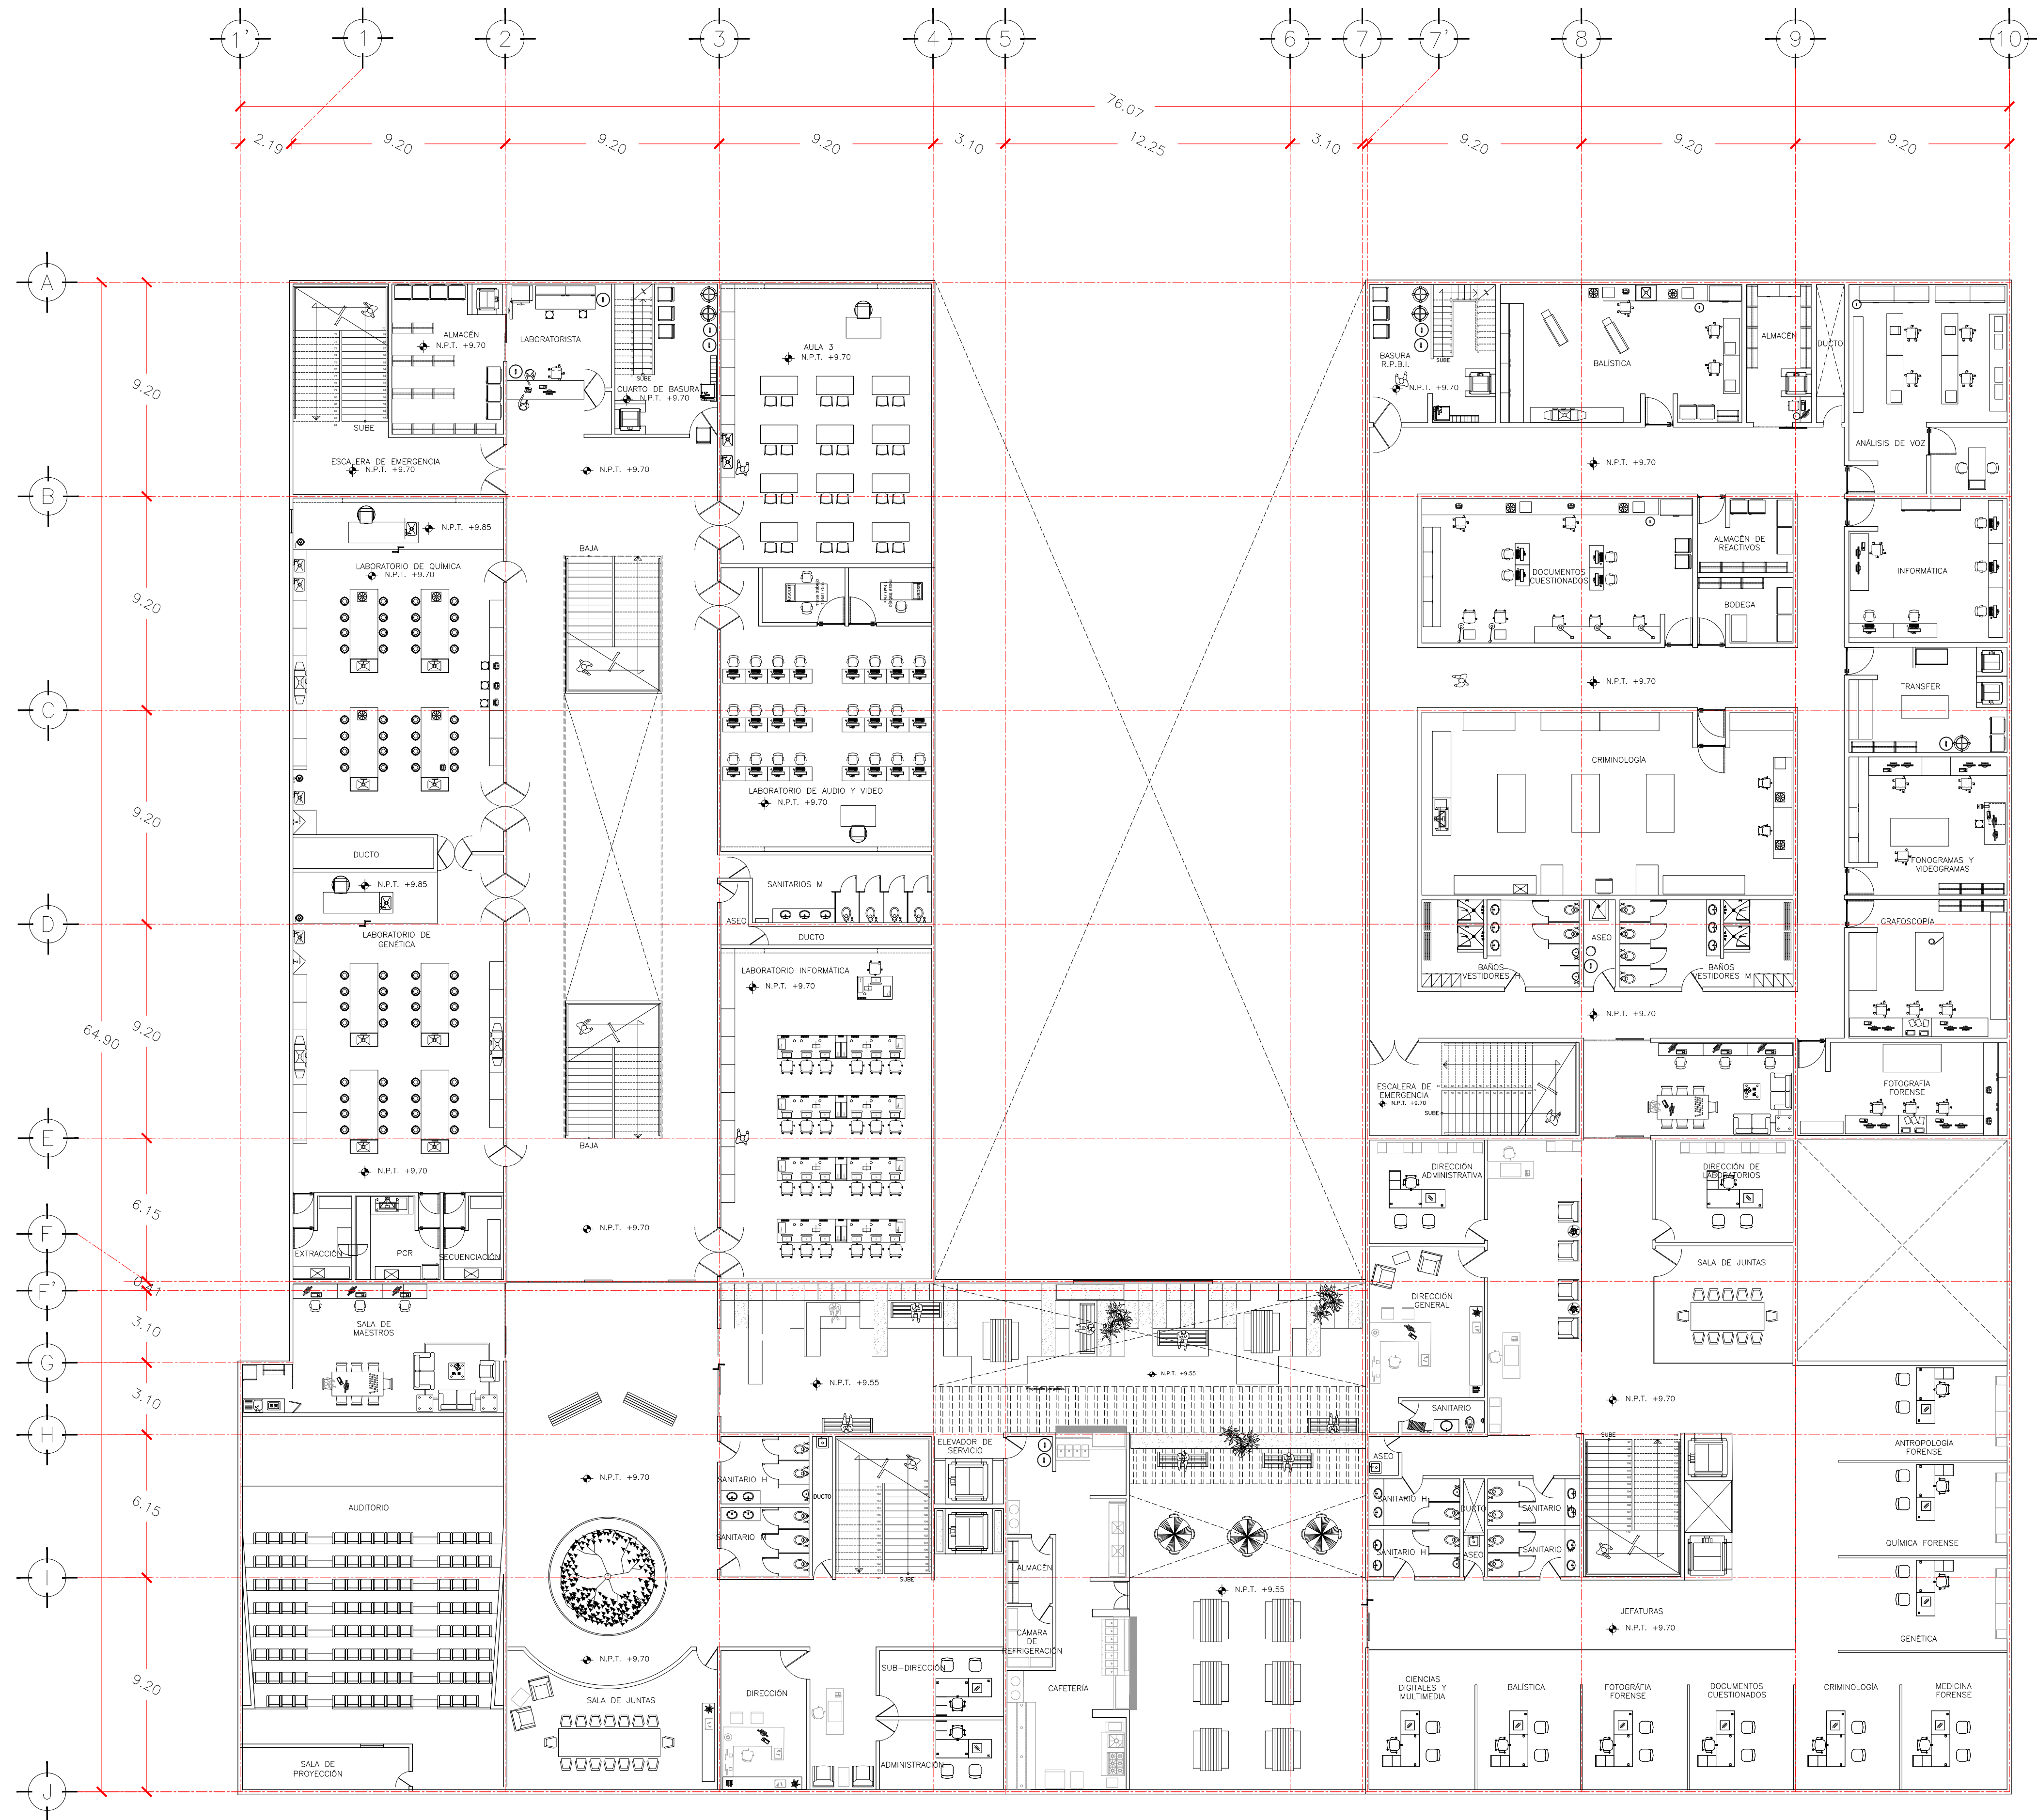 1' 1 2 3 4 5 6 7 7' 8 9 10
76.07
2.19 9.20 9.20 9.20 3.10 12.25 3.10 9.20 9.20 9.20
A
B
C
D
E
F
F'
G
H
I
J
64.90
9.20
9.20
9.20
9.20
6.15
3.10
3.10
6.15
9.20
ALMACÉN
N.P.T. +9.70
SUBE
ESCALERA DE EMERGENCIA
N.P.T. +9.70
LABORATORISTA
SUBE
CUARTO DE BASURA
N.P.T. +9.70
N.P.T. +9.70
AULA 3
N.P.T. +9.70
N.P.T. +9.85
LABORATORIO DE QUÍMICA
N.P.T. +9.70
BAJA
DUCTO
N.P.T. +9.85
LABORATORIO DE
GENÉTICA
N.P.T. +9.70
BAJA
N.P.T. +9.70
LABORATORIO DE AUDIO Y VIDEO
N.P.T. +9.70
SANITARIOS M
ASEO
DUCTO
LABORATORIO INFORMÁTICA
N.P.T. +9.70
EXTRACCIÓN
PCR
SECUENCIACIÓN
SALA DE
MAESTROS
AUDITORIO
SALA DE
PROYECCIÓN
N.P.T. +9.70
N.P.T. +9.70
SALA DE JUNTAS
N.P.T. +9.55
N.P.T. +9.55
SANITARIO H
SANITARIO M
DUCTO
SUBE
ELEVADOR DE
SERVICIO
ALMACÉN
CÁMARA
DE
REFRIGERACIÓN
CAFETERÍA
N.P.T. +9.55
DIRECCIÓN
SUB-DIRECCIÓN
ADMINISTRACIÓN
BASURA
R.P.B.I.
N.P.T. +9.70
SUBE
BALÍSTICA
ALMACÉN
DUCTO
ANÁLISIS DE VOZ
N.P.T. +9.70
DOCUMENTOS
CUESTIONADOS
ALMACÉN DE
REACTIVOS
BODEGA
INFORMÁTICA
N.P.T. +9.70
TRANSFER
CRIMINOLOGÍA
FONOGRAMAS Y
VIDEOGRAMAS
GRAFOSCOPÍA
BAÑOS
VESTIDORES H
ASEO
BAÑOS
VESTIDORES M
N.P.T. +9.70
ESCALERA DE
EMERGENCIA
N.P.T. +9.70
SUBE
FOTOGRAFÍA
FORENSE
DIRECCIÓN
ADMINISTRATIVA
DIRECCIÓN DE
LABORATORIOS
DIRECCIÓN
GENERAL
SALA DE JUNTAS
SANITARIO
N.P.T. +9.70
ASEO
SUBE
SANITARIO H
DUCTO
SANITARIO
SANITARIO H
ASEO
SANITARIO
ANTROPOLOGÍA
FORENSE
QUÍMICA FORENSE
GENÉTICA
JEFATURAS
N.P.T. +9.70
CIENCIAS
DIGITALES Y
MULTIMEDIA
BALÍSTICA
FOTOGRÁFIA
FORENSE
DOCUMENTOS
CUESTIONADOS
CRIMINOLOGÍA
MEDICINA
FORENSE